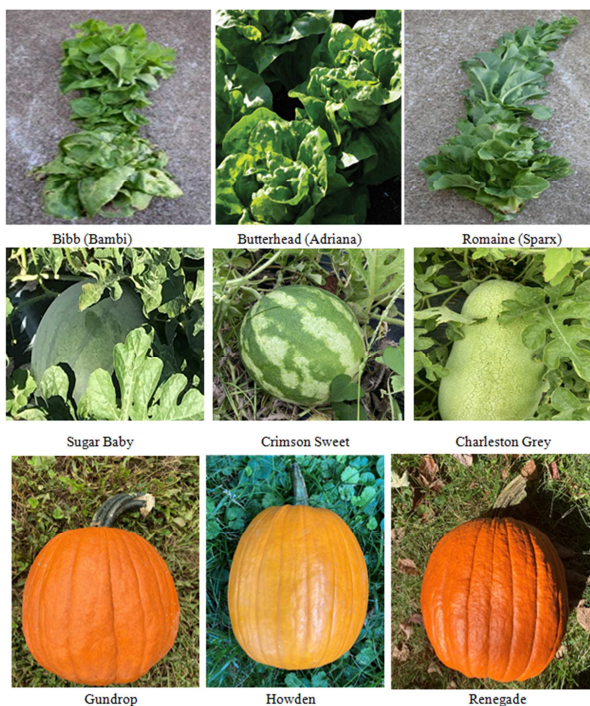 Bibb (Bambi) Butterhead (Adriana) Romaine (Sparx)
Sugar Baby Crimson Sweet Charleston Grey
Gundrop Howden Renegade